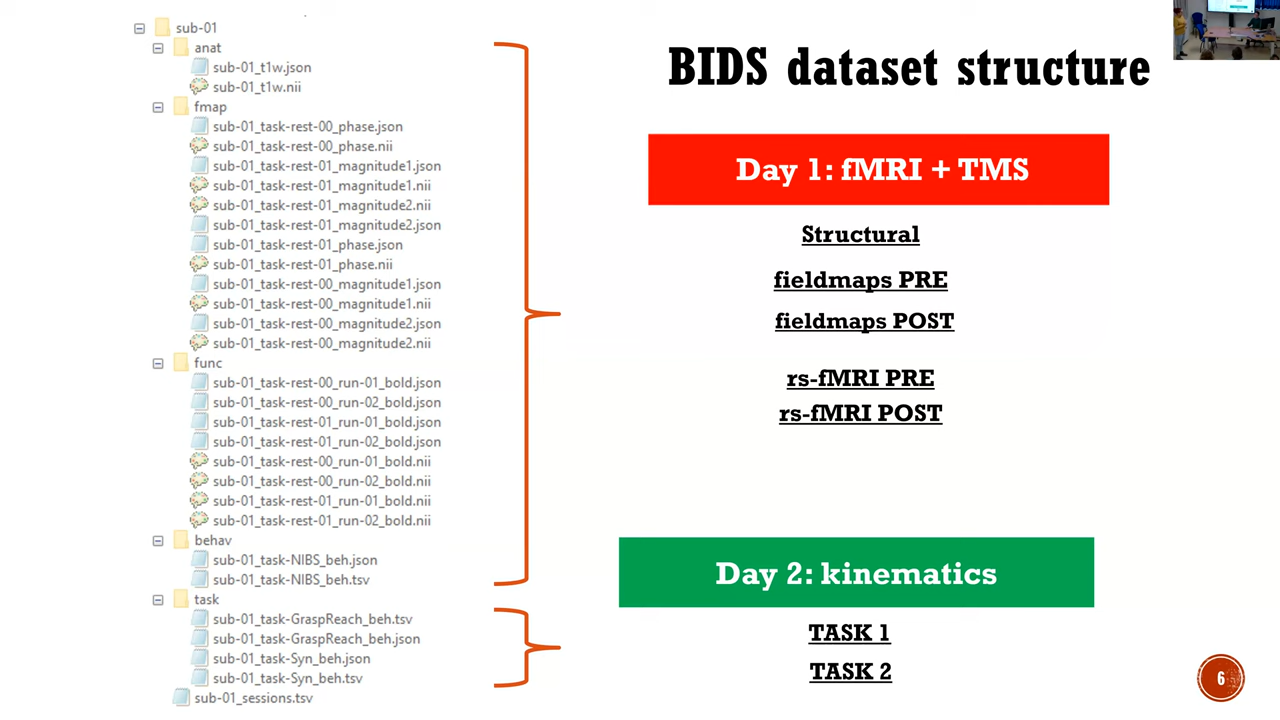 sub-01
anat
sub-01_t1w.json
sub-01_t1w.nii
fmap
sub-01_task-rest-00_phase.json
sub-01_task-rest-00_phase.nii
sub-01_task-rest-01_magnitude1.json
sub-01_task-rest-01_magnitude1.nii
sub-01_task-rest-01_magnitude2.nii
sub-01_task-rest-01_magnitude2.json
sub-01_task-rest-01_phase.json
sub-01_task-rest-01_phase.nii
sub-01_task-rest-01_magnitude1.json
sub-01_task-rest-01_magnitude1.nii
sub-01_task-rest-01_magnitude2.json
sub-01_task-rest-01_magnitude2.nii
func
sub-01_task-rest-00_run-01_bold.json
sub-01_task-rest-00_run-02_bold.json
sub-01_task-rest-01_run-01_bold.json
sub-01_task-rest-01_run-02_bold.json
sub-01_task-rest-00_run-01_bold.nii
sub-01_task-rest-00_run-02_bold.nii
sub-01_task-rest-01_run-01_bold.nii
sub-01_task-rest-01_run-02_bold.nii
behav
sub-01_task-NIBS_beh.json
sub-01_task-NIBS_beh.tsv
task
sub-01_task-GraspReach_beh.tsv
sub-01_task-GraspReach_beh.json
sub-01_task-Syn_beh.json
sub-01_task-Syn_beh.tsv
sub-01_sessions.tsv
BIDS dataset structure
Day 1: fMRI + TMS
Structural
fieldmaps PRE
fieldmaps POST
rs-fMRI PRE
rs-fMRI POST
Day 2: kinematics
TASK 1
TASK 2
6